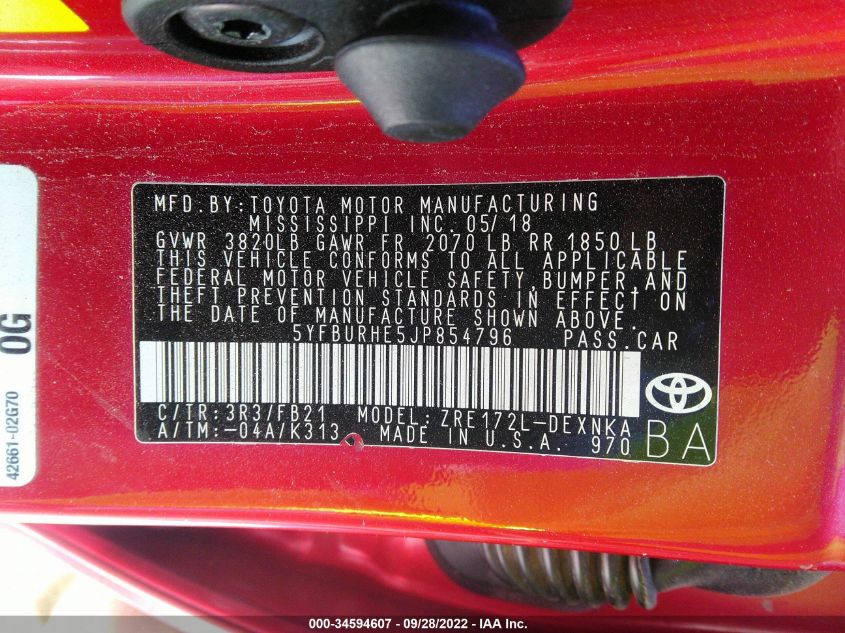 MFD.BY:TOYOTA MOTOR MANUFACTURING
MISSISSIPPI INC. 05/18
GVWR 3820LB GAWR FR 2070 LB RR 1850 LB
THIS VEHICLE CONFORMS TO ALL APPLICABLE
FEDERAL MOTOR VEHICLE SAFETY,BUMPER,AND
THEFT PREVENTION STANDARDS IN EFFECT ON
THE DATE OF MANUFACTURE SHOWN ABOVE.
5YFBURHE5JP854796 PASS.CAR
C/TR:3R3/FB21 MODEL:ZRE172L-DEXNKA
A/TM:-04A/K313 MADE IN U.S.A. 970
BA
42661-02G70
0G
000-34594607 / 09/28/2022 - IAA Inc.